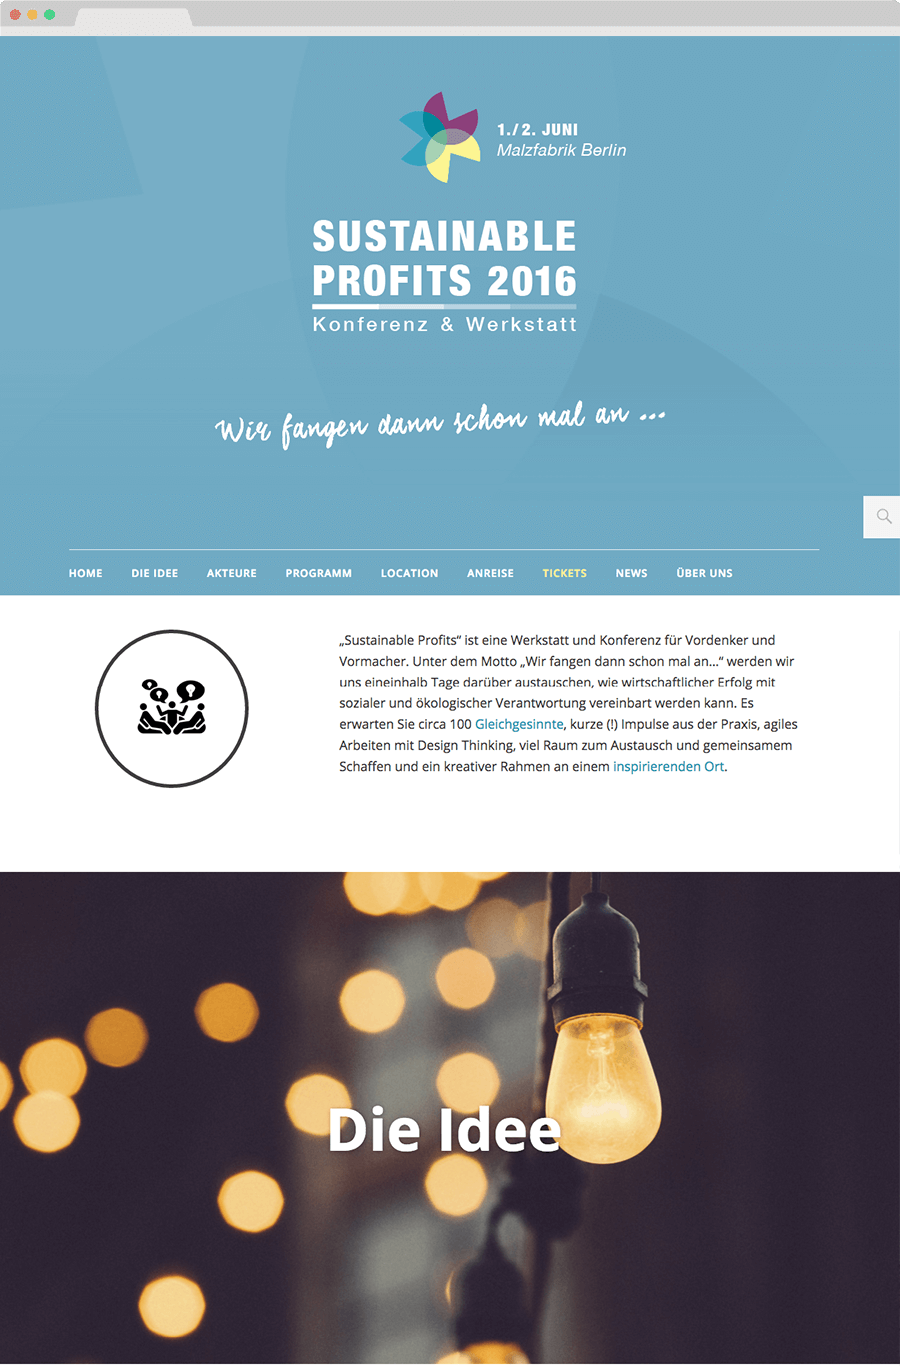 1./2. JUNI
Malzfabrik Berlin
SUSTAINABLE
PROFITS 2016
Konferenz & Werkstatt
Wir fangen dann schon mal an ...
HOME DIE IDEE AKTEURE PROGRAMM LOCATION ANREISE TICKETS NEWS ÜBER UNS
„Sustainable Profits“ ist eine Werkstatt und Konferenz für Vordenker und
Vormacher. Unter dem Motto „Wir fangen dann schon mal an...“ werden wir
uns eineinhalb Tage darüber austauschen, wie wirtschaftlicher Erfolg mit
sozialer und ökologischer Verantwortung vereinbart werden kann. Es
erwarten Sie circa 100 Gleichgesinnte, kurze (!) Impulse aus der Praxis, agiles
Arbeiten mit Design Thinking, viel Raum zum Austausch und gemeinsamem
Schaffen und ein kreativer Rahmen an einem inspirierenden Ort.
Die Idee